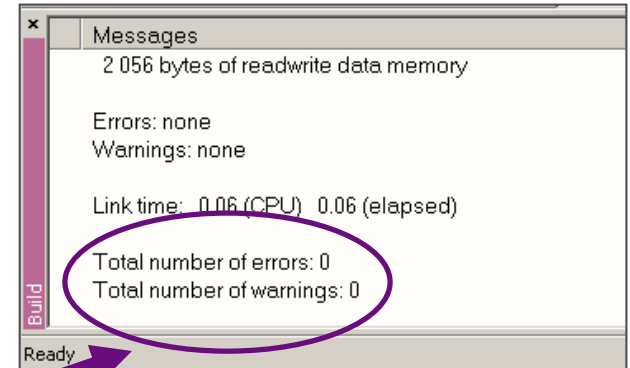 ×
Messages
2 056 bytes of readwrite data memory
Errors: none
Warnings: none
Link time: 0.06 (CPU) 0.06 (elapsed)
Total number of errors: 0
Total number of warnings: 0
Build
Ready